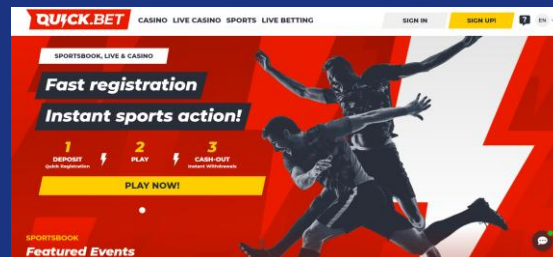 QUICK.BET CASINO LIVE CASINO SPORTS LIVE BETTING SIGN IN SIGN UP! ? EN
SPORTSBOOK, LIVE & CASINO
Fast registration
Instant sports action!
1 2 3
DEPOSIT PLAY CASH-OUT
Quick Registration Instant Withdrawals
PLAY NOW!
SPORTSBOOK
Featured Events